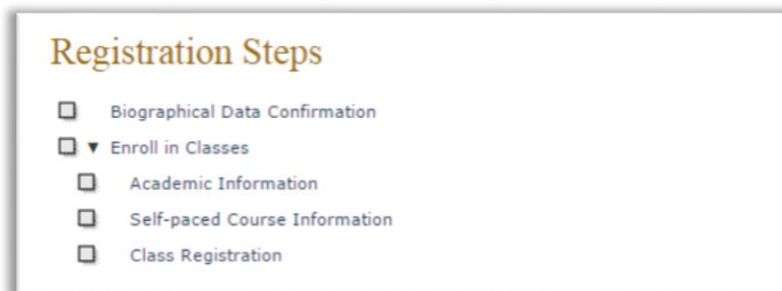 Registration Steps
Biographical Data Confirmation
Enroll in Classes
Academic Information
Self-paced Course Information
Class Registration